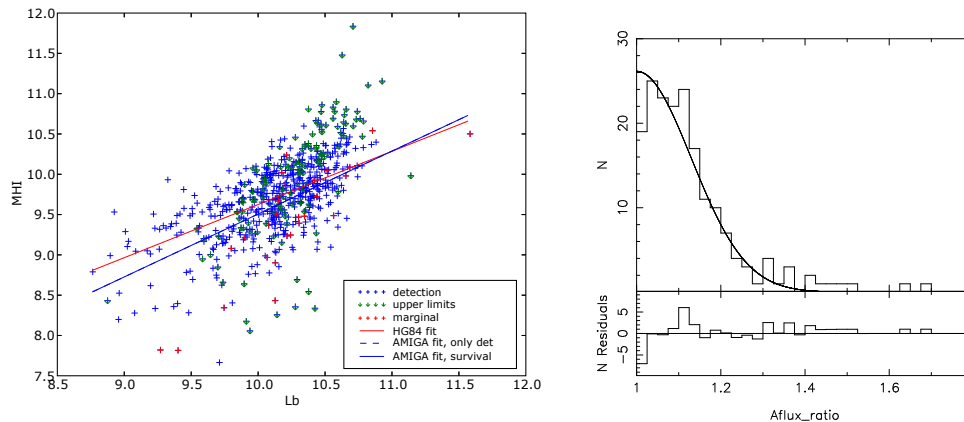 12.0
11.5
11.0
10.5
10.0
9.5
9.0
8.5
8.0
7.5
MHI
8.5 9.0 9.5 10.0 10.5 11.0 11.5 12.0
Lb
detection
upper limits
marginal
HG84 fit
AMIGA fit, only det
AMIGA fit, survival
30
20
10
N
5
0
−5
N Residuals
1 1.2 1.4 1.6
Aflux_ratio